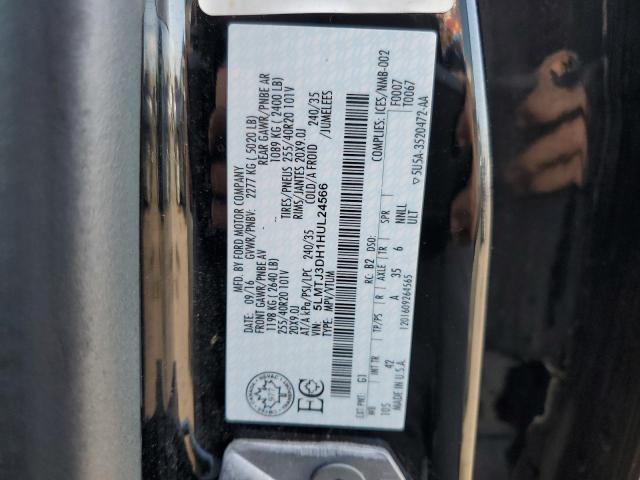 MFD. BY FORD MOTOR COMPANY
DATE: 09/16 GVWR/PNBV: 2277 KG ( 5020 LB)
FRONT GAWR/PNBE AV REAR GAWR/PNBE AR
1198 KG ( 2640 LB) 1089 KG ( 2400 LB)
255/40R20 101V TIRES/PNEUS 255/40R20 101V
20X9.0J RIMS/JANTES 20X9.0J
AT/A kPa/PSI/LPC 240/35 COLD/A FROID 240/35
VIN: 5LMTJ3DH1HUL24566 /JUMELEES
TYPE: MPV/VTUM
COMPLIES: ICES/NMB-002
EXT PNT: G1 RC: B2 DSO: F0007
WB INT TR TP/PS R AXLE TR SPR T0067
105 42 A 35 6 NNLL
ULT
MADE IN U.S.A. 1201609264565 5U5A-3520472-AA
EC